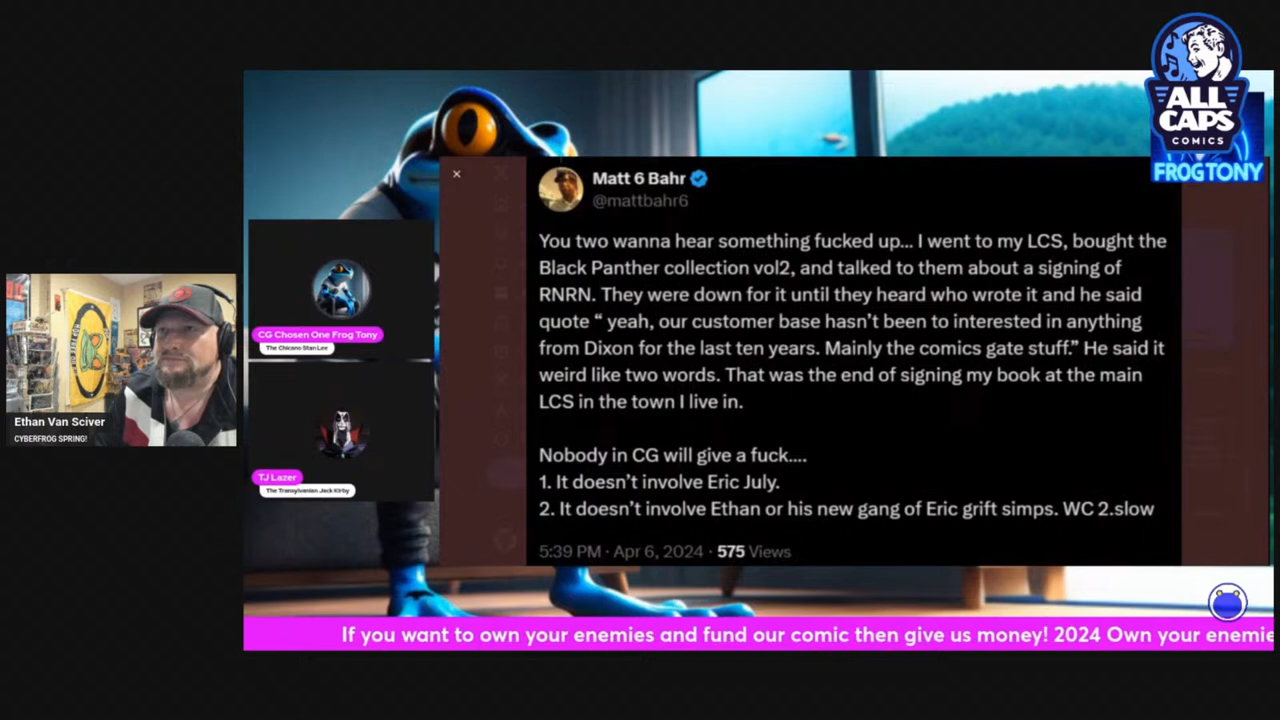 ALL
CAPS
COMICS
FROGTONY
×
Matt 6 Bahr
@mattbahr6
You two wanna hear something fucked up... I went to my LCS, bought the
Black Panther collection vol2, and talked to them about a signing of
RNRN. They were down for it until they heard who wrote it and he said
quote “ yeah, our customer base hasn’t been to interested in anything
from Dixon for the last ten years. Mainly the comics gate stuff.” He said it
weird like two words. That was the end of signing my book at the main
LCS in the town I live in.
Nobody in CG will give a fuck....
1. It doesn’t involve Eric July.
2. It doesn’t involve Ethan or his new gang of Eric grift simps. WC 2.slow
5:39 PM · Apr 6, 2024 · 575 Views
CG Chosen One Frog Tony
The Chicano Stan Lee
Ethan Van Sciver
CYBERFROG SPRING!
TJ Lazer
The Transylvanian Jack Kirby
If you want to own your enemies and fund our comic then give us money! 2024 Own your enemie